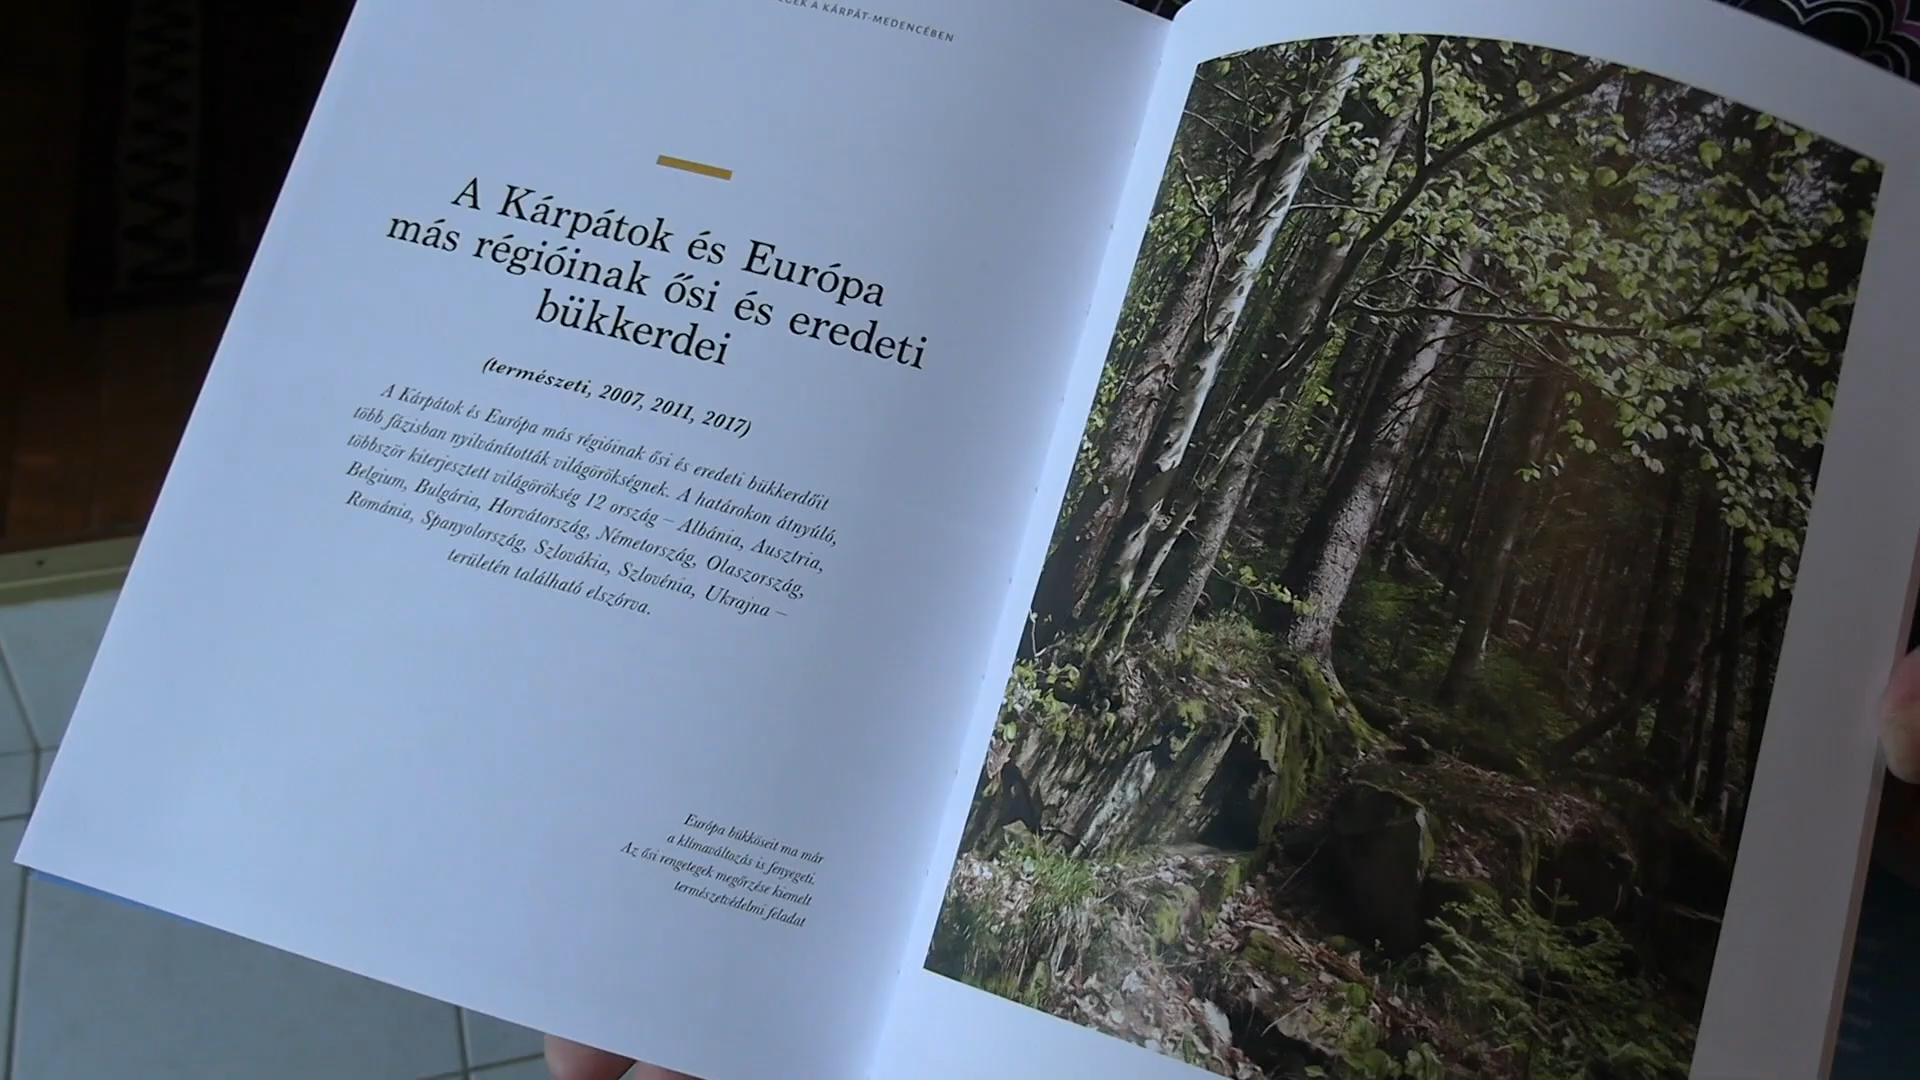 A KÁRPÁT-MEDENCÉBEN
A Kárpátok és Európa
más régióinak ősi és eredeti
bükkerdei
(természeti, 2007, 2011, 2017)
A Kárpátok és Európa más régióinak ősi és eredeti bükkerdőit
több fázisban nyilvánították világörökségnek. A határokon átnyúló,
többször kiterjesztett világörökség 12 ország – Albánia, Ausztria,
Belgium, Bulgária, Horvátország, Németország, Olaszország,
Románia, Spanyolország, Szlovákia, Szlovénia, Ukrajna –
területén található elszórva.
Európa bükköseit ma már
a klímaváltozás is fenyegeti.
Az ősi rengetegek megőrzése kiemelt
természetvédelmi feladat